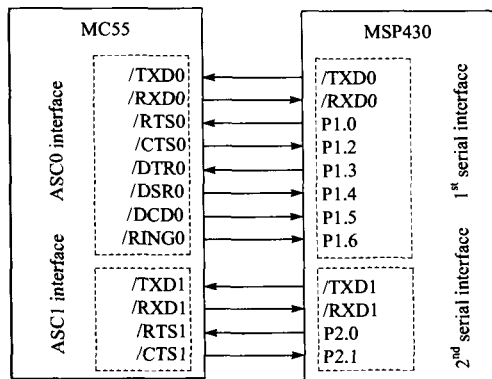 MC55
MSP430
ASC0 interface
/TXD0
/RXD0
/RTS0
/CTS0
/DTR0
/DSR0
/DCD0
/RING0
ASC1 interface
/TXD1
/RXD1
/RTS1
/CTS1
/TXD0
/RXD0
P1.0
P1.2
P1.3
P1.4
P1.5
P1.6
1st serial interface
/TXD1
/RXD1
P2.0
P2.1
2nd serial interface